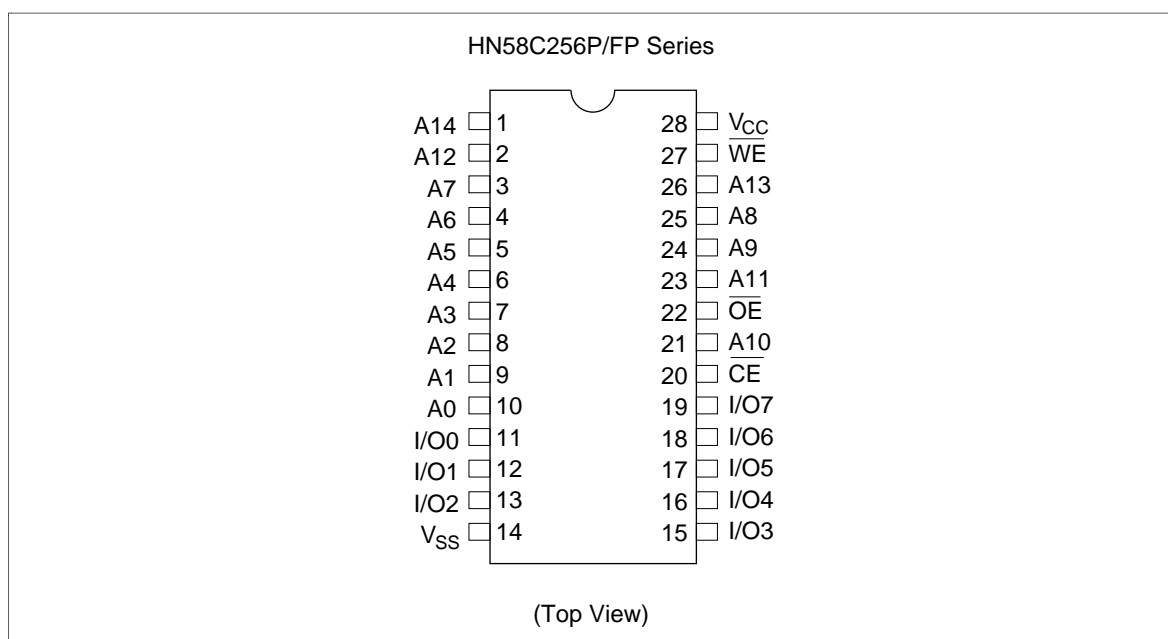 HN58C256P/FP Series
A14 1 28 VCC
A12 2 27 W̅E̅
A7 3 26 A13
A6 4 25 A8
A5 5 24 A9
A4 6 23 A11
A3 7 22 O̅E̅
A2 8 21 A10
A1 9 20 C̅E̅
A0 10 19 I/O7
I/O0 11 18 I/O6
I/O1 12 17 I/O5
I/O2 13 16 I/O4
VSS 14 15 I/O3
(Top View)